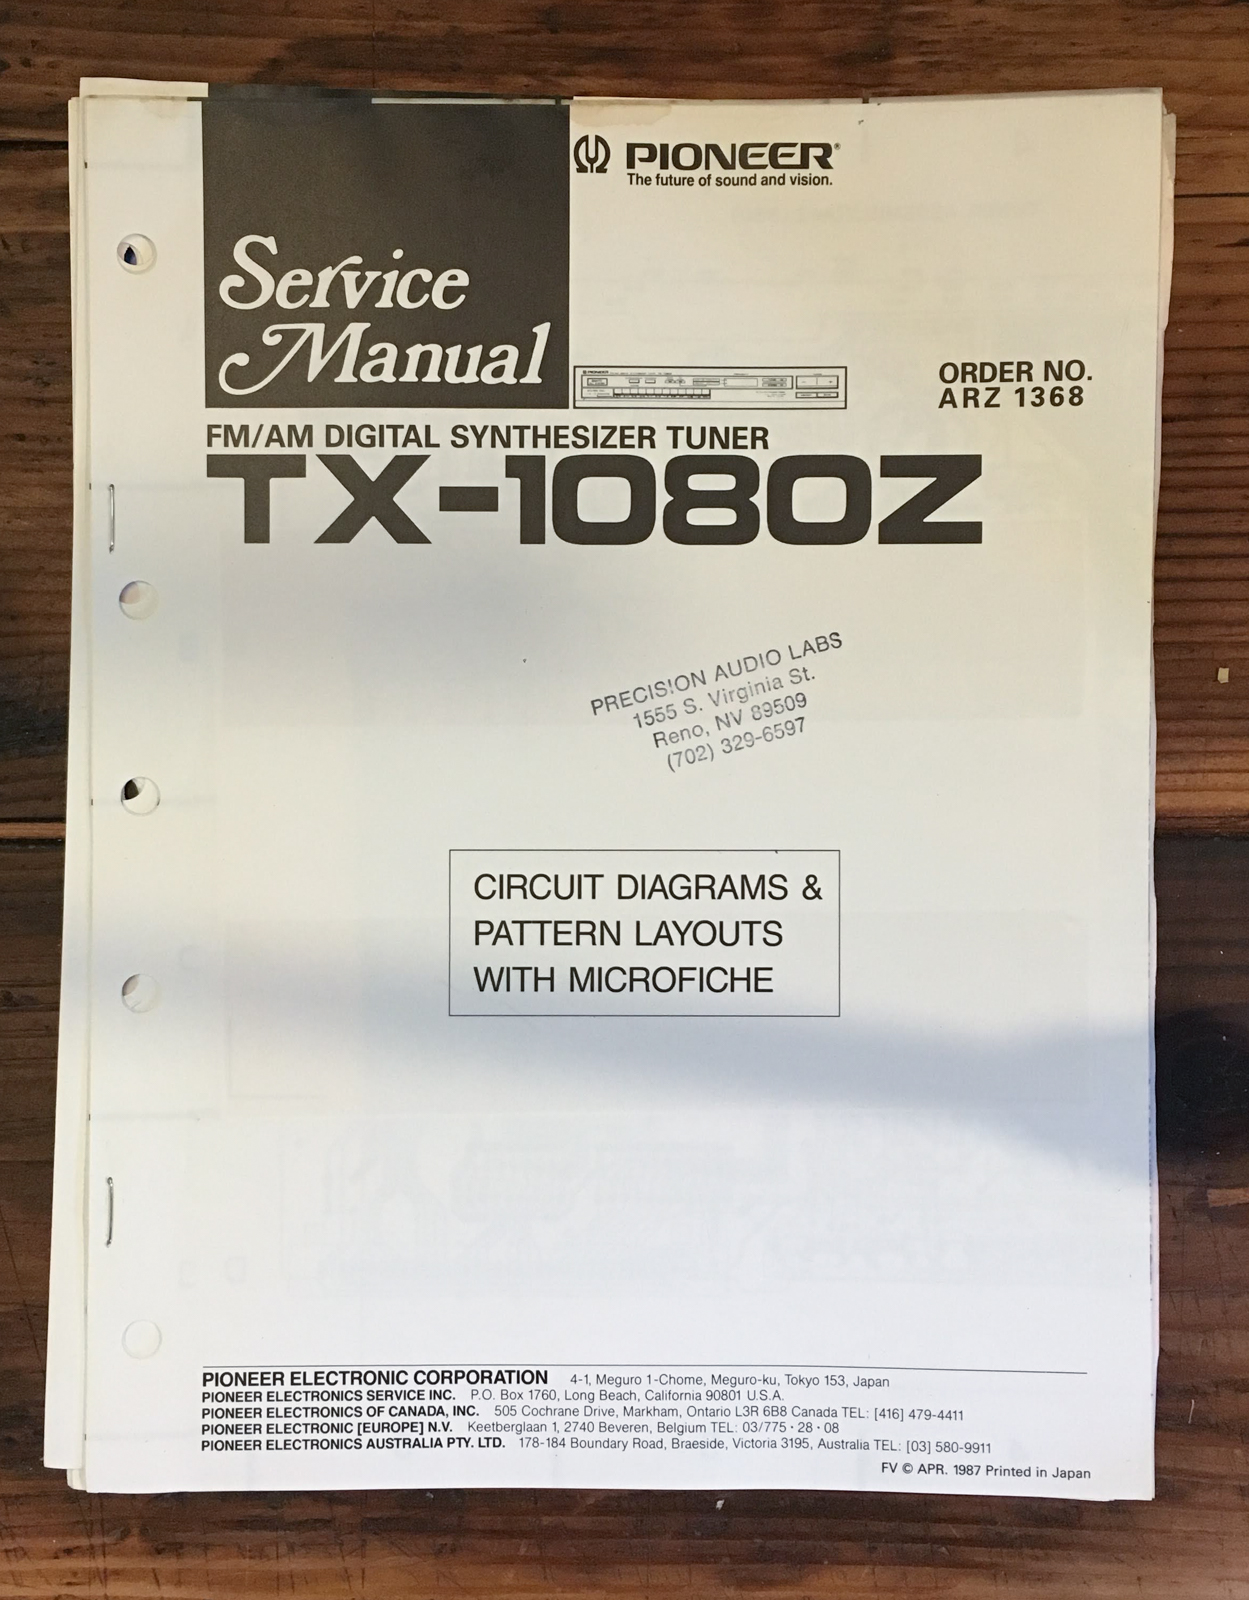 PIONEER®
The future of sound and vision.
Service
Manual
ORDER NO.
ARZ 1368
FM/AM DIGITAL SYNTHESIZER TUNER
TX-1080Z
PRECISION AUDIO LABS
1555 S. Virginia St.
Reno, NV 89509
(702) 329-6597
CIRCUIT DIAGRAMS &
PATTERN LAYOUTS
WITH MICROFICHE
PIONEER ELECTRONIC CORPORATION 4-1, Meguro 1-Chome, Meguro-ku, Tokyo 153, Japan
PIONEER ELECTRONICS SERVICE INC. P.O. Box 1760, Long Beach, California 90801 U.S.A.
PIONEER ELECTRONICS OF CANADA, INC. 505 Cochrane Drive, Markham, Ontario L3R 6B8 Canada TEL: [416] 479-4411
PIONEER ELECTRONIC [EUROPE] N.V. Keetberglaan 1, 2740 Beveren, Belgium TEL: 03/775·28·08
PIONEER ELECTRONICS AUSTRALIA PTY. LTD. 178-184 Boundary Road, Braeside, Victoria 3195, Australia TEL: [03] 580-9911
FV © APR. 1987 Printed in Japan